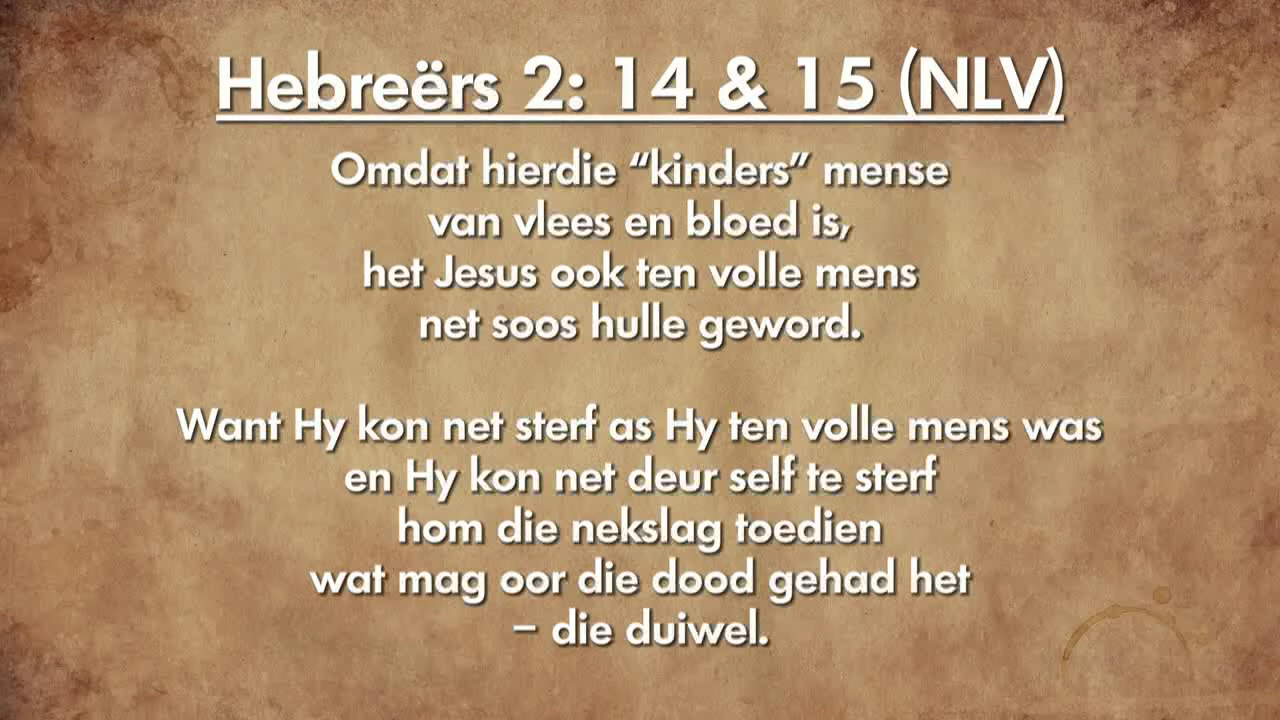 Hebreërs 2: 14 & 15 (NLV)
Omdat hierdie “kinders” mense
van vlees en bloed is,
het Jesus ook ten volle mens
net soos hulle geword.
Want Hy kon net sterf as Hy ten volle mens was
en Hy kon net deur self te sterf
hom die nekslag toedien
wat mag oor die dood gehad het
– die duiwel.